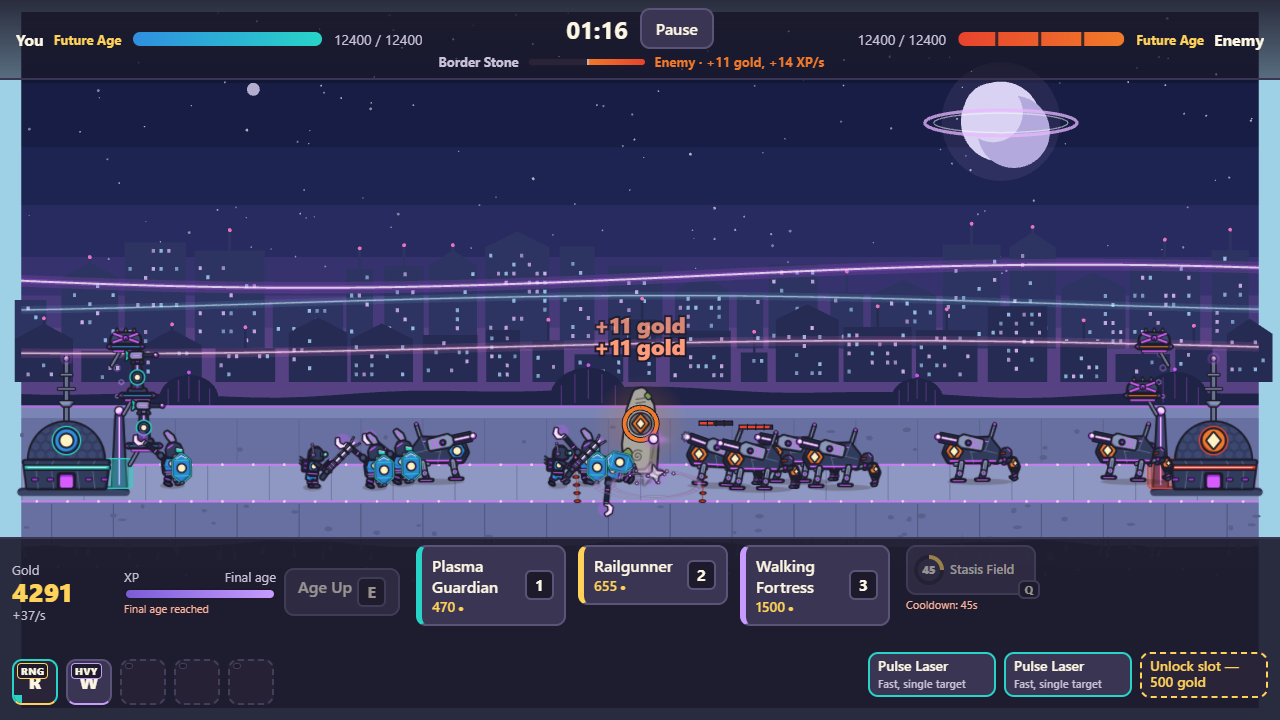 You
Future Age
12400 / 12400
01:16
Pause
12400 / 12400
Future Age
Enemy
Border Stone
Enemy · +11 gold, +14 XP/s
+11 gold
+11 gold
Gold
4291
+37/s
XP
Final age
Final age reached
Age Up
E
Plasma Guardian
470
1
Railgunner
655
2
Walking Fortress
1500
3
45
Stasis Field
Q
Cooldown: 45s
RNG
R
HVY
W
Pulse Laser
Fast, single target
Pulse Laser
Fast, single target
Unlock slot —
500 gold